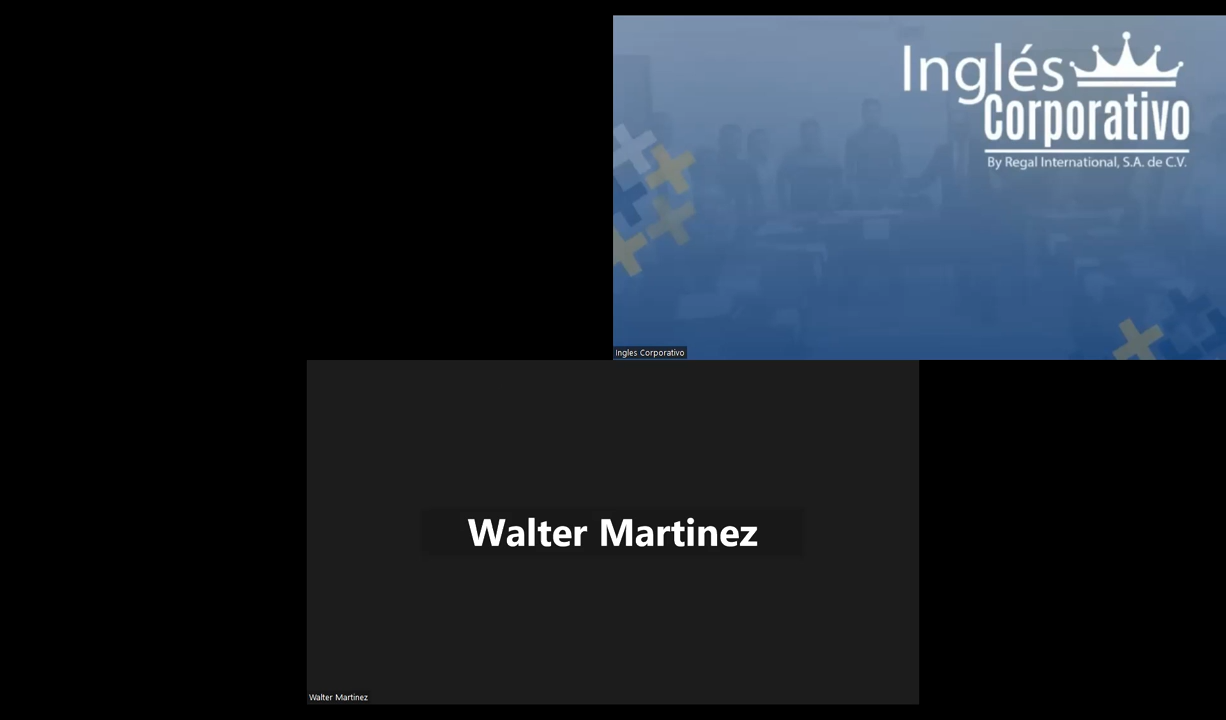 Inglés
Corporativo
By Regal International, S.A. de C.V.
Ingles Corporativo
Walter Martinez
Walter Martinez